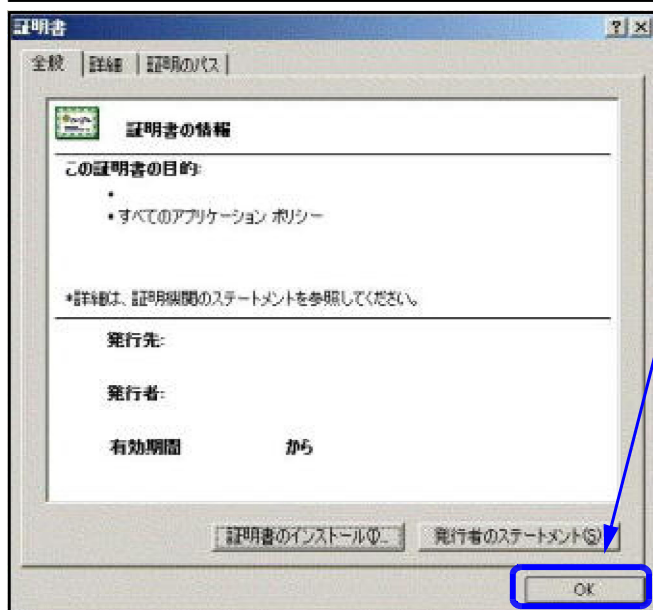 証明書
全般 詳細 証明のパス
証明書の情報
この証明書の目的:
•
•すべてのアプリケーション ポリシー
*詳細は、証明機関のステートメントを参照してください。
発行先:
発行者:
有効期間 から
証明書のインストール(I)... 発行者のステートメント(S)
OK